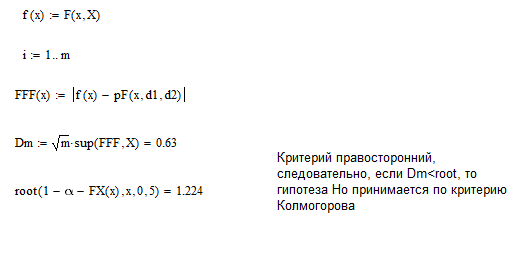 f(x) := F(x,X)
i := 1.. m
FFF(x) := |f(x) − pF(x,d1,d2)|
Dm := √m·sup(FFF,X) = 0.63
root(1 − α − FX(x),x,0,5) = 1.224
Критерий правосторонний,
следовательно, если Dm<root, то
гипотеза Но принимается по критерию
Колмогорова